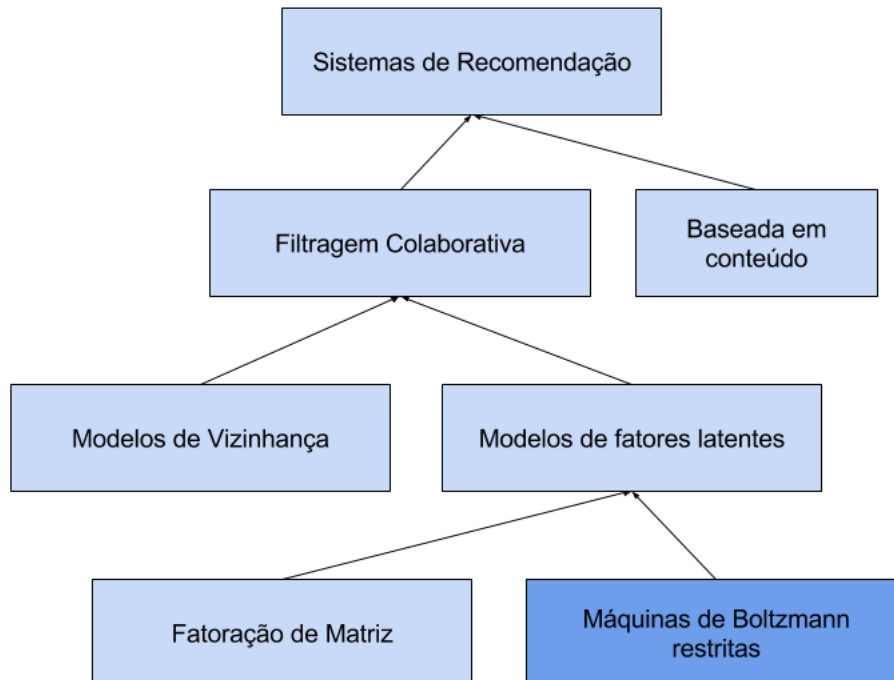 Sistemas de Recomendação
Filtragem Colaborativa
Baseada em
conteúdo
Modelos de Vizinhança
Modelos de fatores latentes
Fatoração de Matriz
Máquinas de Boltzmann
restritas